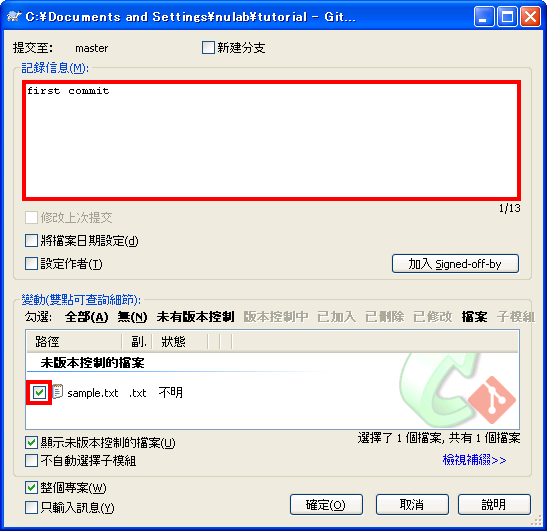 C:¥Documents and Settings¥nulab¥tutorial - Git...
提交至: master 新建分支
記錄信息(M):
first commit
1/13
修改上次提交
將檔案日期設定(d)
設定作者(T)
加入 Signed-off-by
變動(雙點可查詢細節):
勾選: 全部(A) 無(N) 未有版本控制 版本控制中 已加入 已刪除 已修改 檔案 子模組
路徑 副. 狀態
未版本控制的檔案
sample.txt .txt 不明
顯示未版本控制的檔案(U) 選擇了 1 個檔案, 共有 1 個檔案
不自動選擇子模組 檢視補綴>>
整個專案(W)
只輸入訊息(Y)
確定(O) 取消 說明